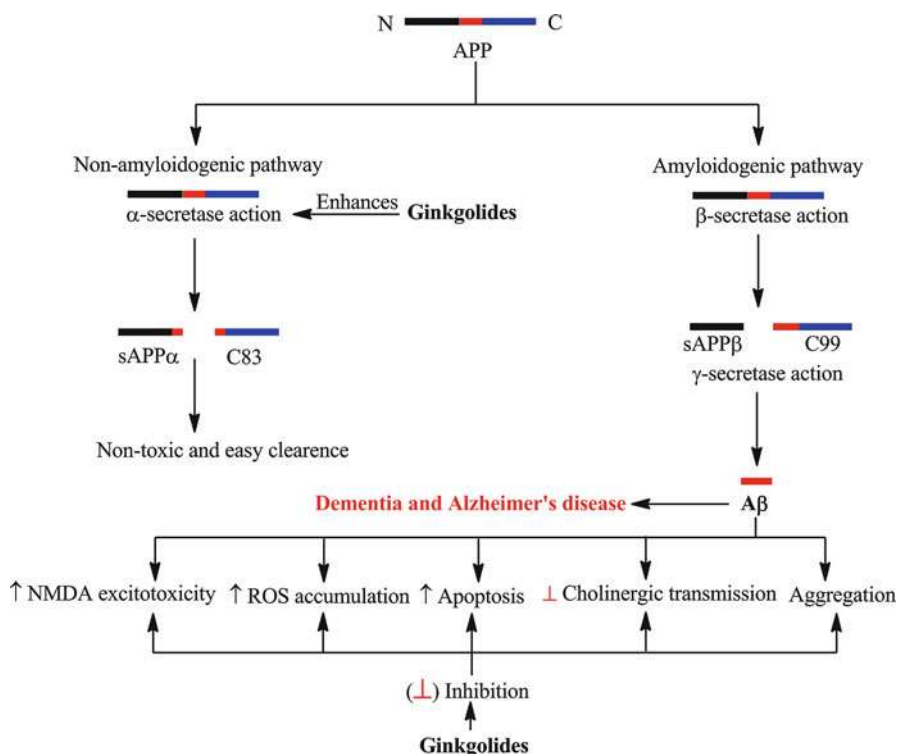 N C
APP
Non-amyloidogenic pathway Amyloidogenic pathway
α-secretase action Enhances Ginkgolides β-secretase action
sAPPα C83 sAPPβ C99
γ-secretase action
Non-toxic and easy clearence
Dementia and Alzheimer's disease Aβ
↑ NMDA excitotoxicity ↑ ROS accumulation ↑ Apoptosis ⊥ Cholinergic transmission Aggregation
(⊥) Inhibition
Ginkgolides